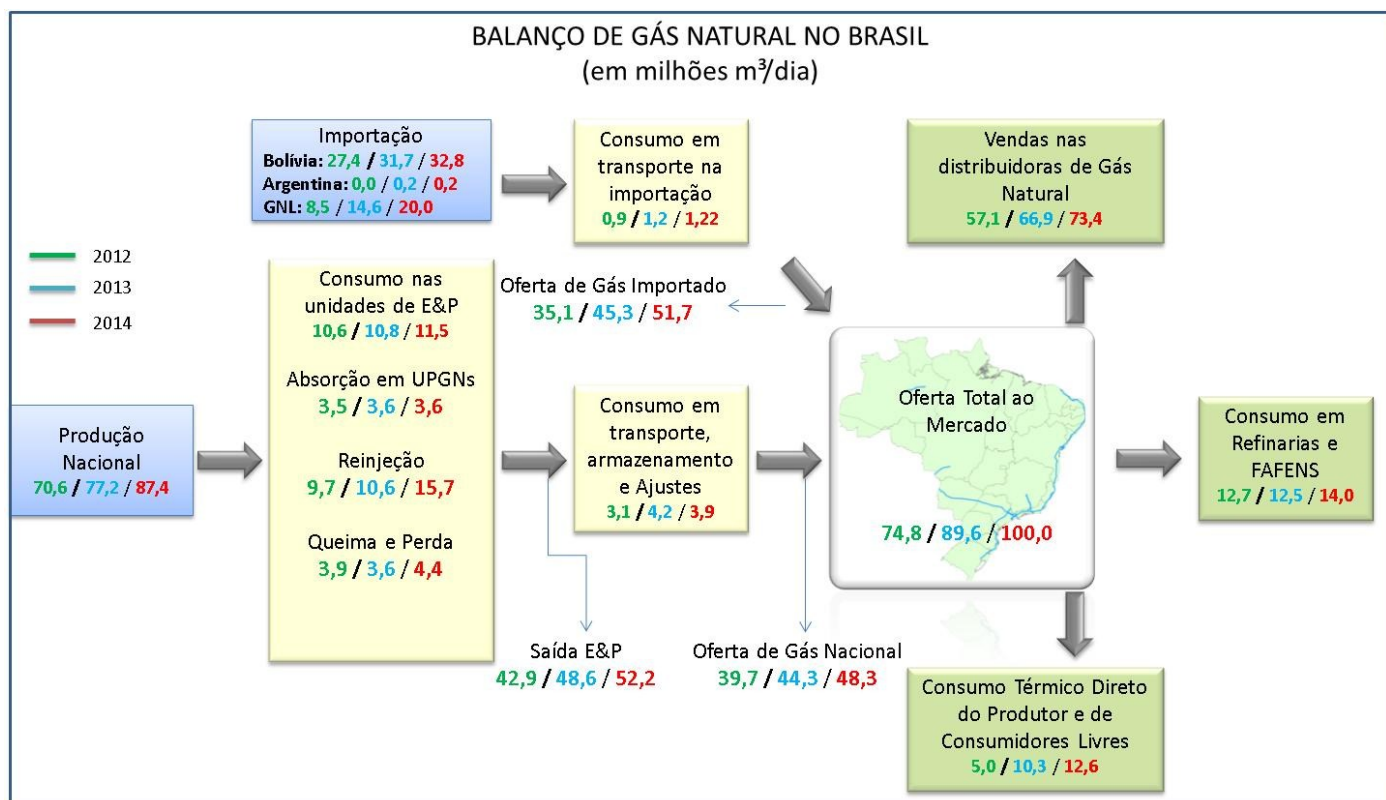 BALANÇO DE GÁS NATURAL NO BRASIL
(em milhões m³/dia)
Importação
Bolívia: 27,4 / 31,7 / 32,8
Argentina: 0,0 / 0,2 / 0,2
GNL: 8,5 / 14,6 / 20,0
Consumo em
transporte na
importação
0,9 / 1,2 / 1,22
Vendas nas
distribuidoras de Gás
Natural
57,1 / 66,9 / 73,4
2012
2013
2014
Consumo nas
unidades de E&P
10,6 / 10,8 / 11,5
Absorção em UPGNs
3,5 / 3,6 / 3,6
Reinjeção
9,7 / 10,6 / 15,7
Queima e Perda
3,9 / 3,6 / 4,4
Oferta de Gás Importado
35,1 / 45,3 / 51,7
Produção
Nacional
70,6 / 77,2 / 87,4
Consumo em
transporte,
armazenamento
e Ajustes
3,1 / 4,2 / 3,9
Oferta Total ao
Mercado
74,8 / 89,6 / 100,0
Consumo em
Refinarias e
FAFENS
12,7 / 12,5 / 14,0
Saída E&P
42,9 / 48,6 / 52,2
Oferta de Gás Nacional
39,7 / 44,3 / 48,3
Consumo Térmico Direto
do Produtor e de
Consumidores Livres
5,0 / 10,3 / 12,6